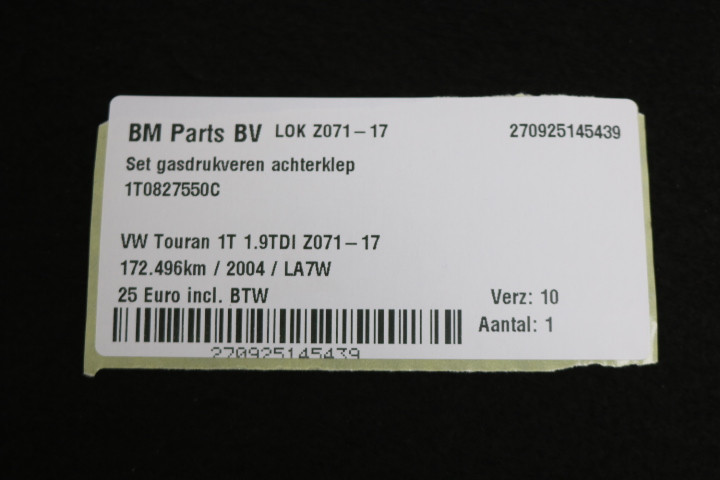 BM Parts BV LOK Z071-17 270925145439
Set gasdrukveren achterklep
1T0827550C
VW Touran 1T 1.9TDI Z071-17
172.496km / 2004 / LA7W
25 Euro incl. BTW Verz: 10
Aantal: 1
270925145439